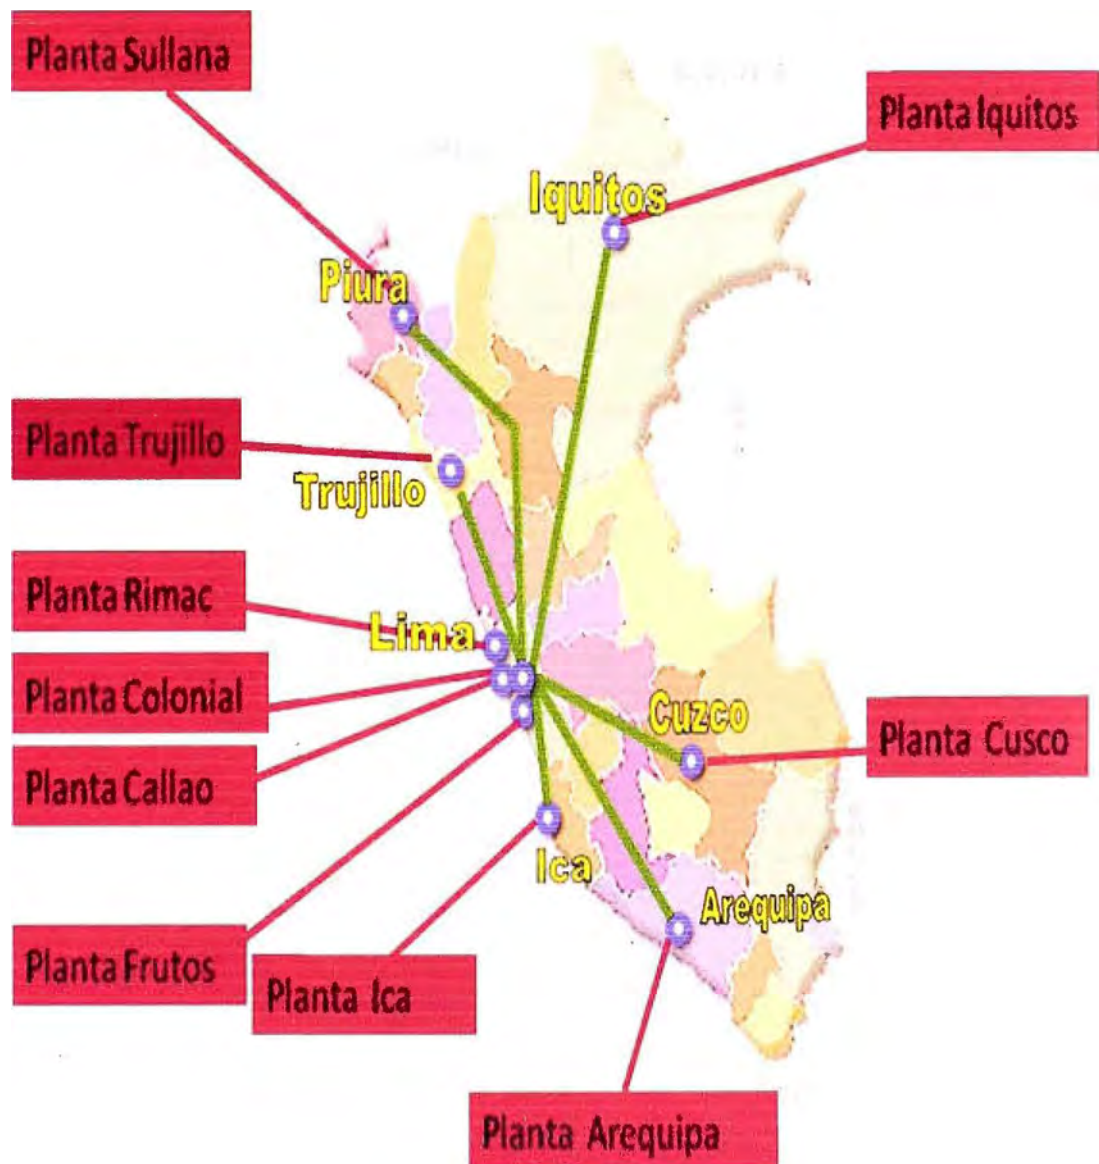 Planta Sullana
Planta Iquitos
Iquitos
Piura
Planta Trujillo
Trujillo
Planta Rimac
Lima
Planta Colonial
Cuzco
Planta Cusco
Planta Callao
Ica
Arequipa
Planta Frutos
Planta Ica
Planta Arequipa